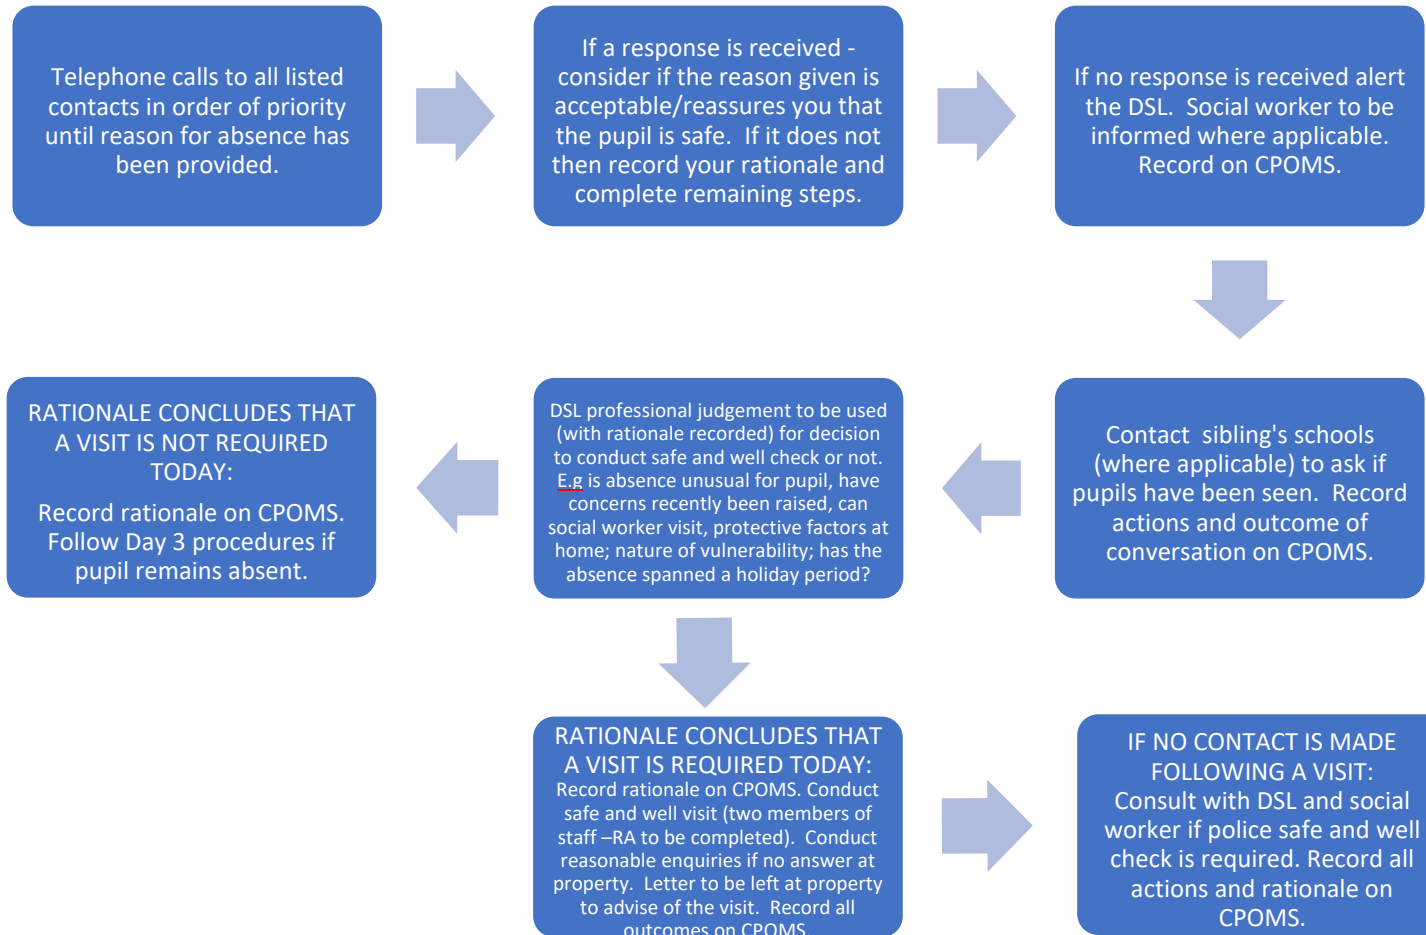 Telephone calls to all listed
contacts in order of priority
until reason for absence has
been provided.
If a response is received -
consider if the reason given is
acceptable/reassures you that
the pupil is safe.  If it does not
then record your rationale and
complete remaining steps.
If no response is received alert
the DSL.  Social worker to be
informed where applicable.
Record on CPOMS.
Contact  sibling's schools
(where applicable) to ask if
pupils have been seen.  Record
actions and outcome of
conversation on CPOMS.
DSL professional judgement to be used
(with rationale recorded) for decision
to conduct safe and well check or not.
E.g is absence unusual for pupil, have
concerns recently been raised, can
social worker visit, protective factors at
home; nature of vulnerability; has the
absence spanned a holiday period?
RATIONALE CONCLUDES THAT
A VISIT IS NOT REQUIRED
TODAY:
Record rationale on CPOMS.
Follow Day 3 procedures if
pupil remains absent.
RATIONALE CONCLUDES THAT
A VISIT IS REQUIRED TODAY:
Record rationale on CPOMS. Conduct
safe and well visit (two members of
staff –RA to be completed).  Conduct
reasonable enquiries if no answer at
property.  Letter to be left at property
to advise of the visit.  Record all
outcomes on CPOMS.
IF NO CONTACT IS MADE
FOLLOWING A VISIT:
Consult with DSL and social
worker if police safe and well
check is required. Record all
actions and rationale on
CPOMS.